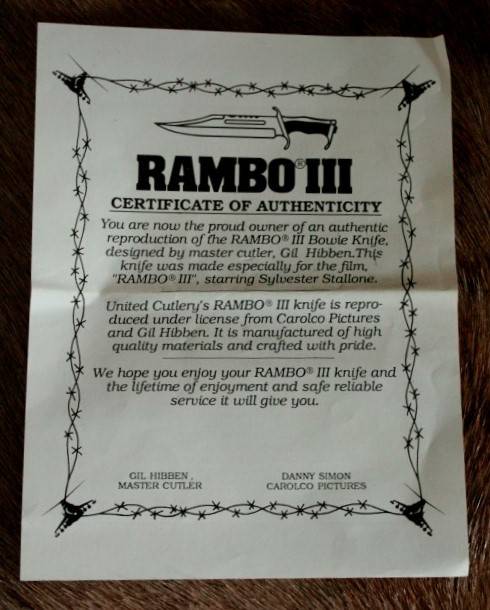 RAMBO® III
CERTIFICATE OF AUTHENTICITY
You are now the proud owner of an authentic
reproduction of the RAMBO® III Bowie Knife,
designed by master cutler, Gil Hibben.This
knife was made especially for the film,
"RAMBO® III", starring Sylvester Stallone.
United Cutlery's RAMBO® III knife is repro-
duced under license from Carolco Pictures
and Gil Hibben. It is manufactured of high
quality materials and crafted with pride.
We hope you enjoy your RAMBO® III knife and
the lifetime of enjoyment and safe reliable
service it will give you.
GIL HIBBEN, DANNY SIMON
MASTER CUTLER CAROLCO PICTURES